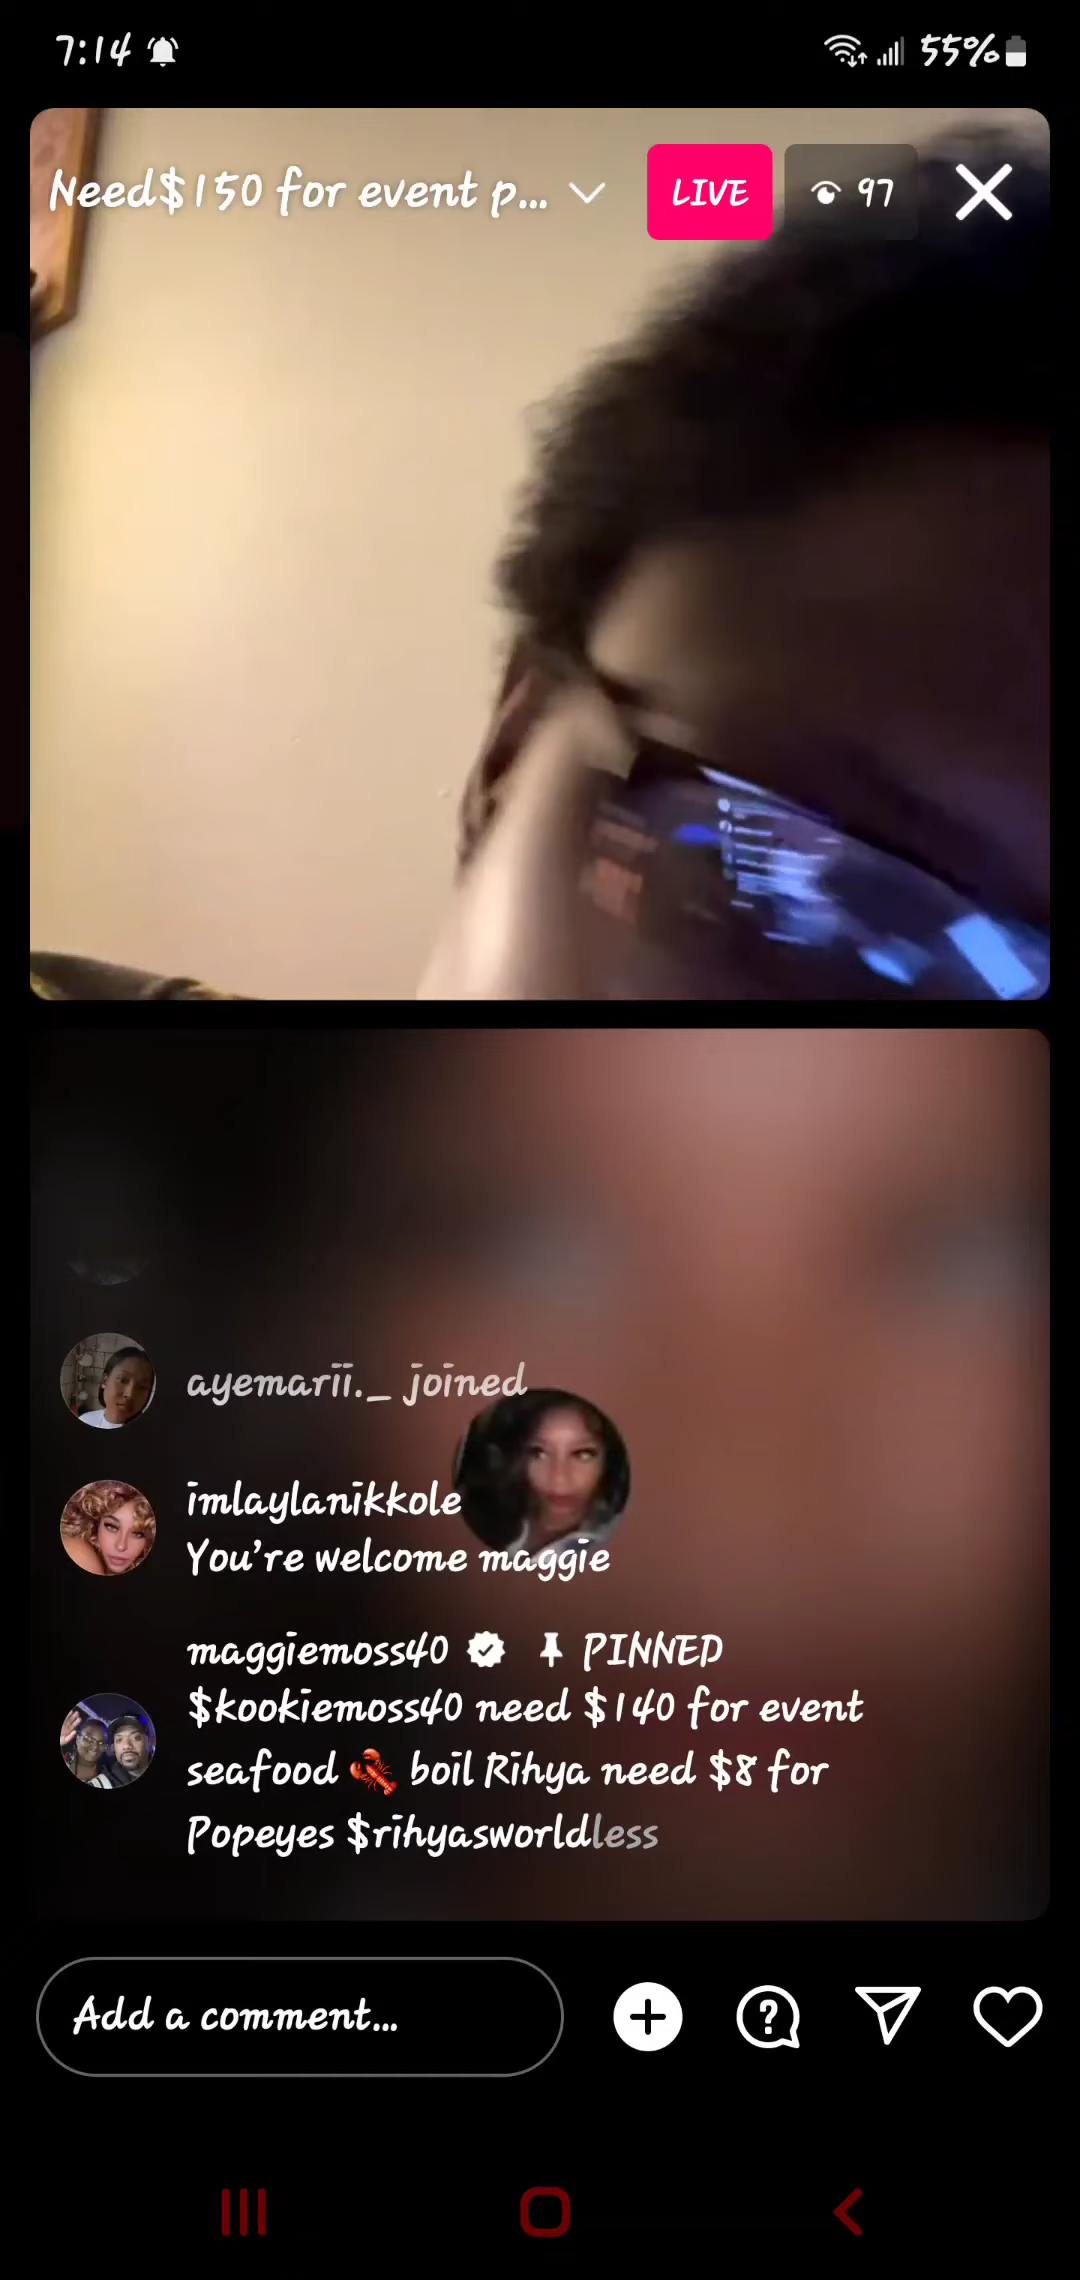 7:14
55%
Need$150 for event p...
LIVE
97
ayemarii._ joined
imlaylanikkole
You're welcome maggie
maggiemoss40 PINNED
$kookiemoss40 need $140 for event
seafood 🦞 boil Rihya need $8 for
Popeyes $rihyasworldless
Add a comment...